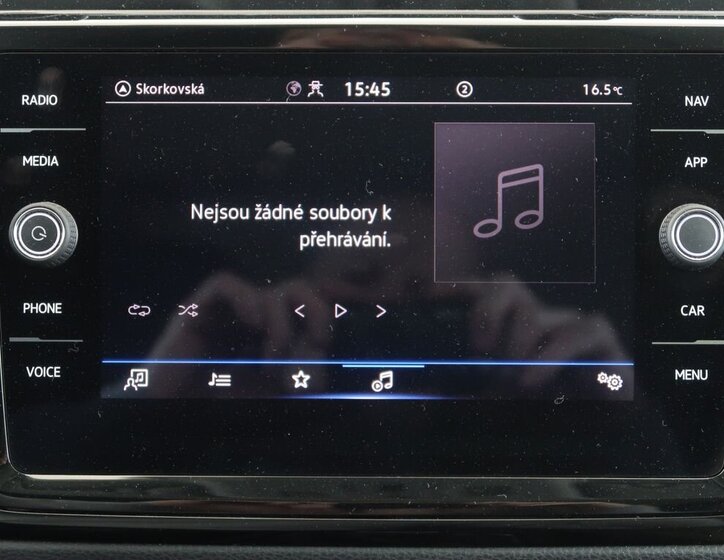 RADIO
MEDIA
PHONE
VOICE
Skorkovská
15:45
2
16.5°C
Nejsou žádné soubory k
přehrávání.
NAV
APP
CAR
MENU